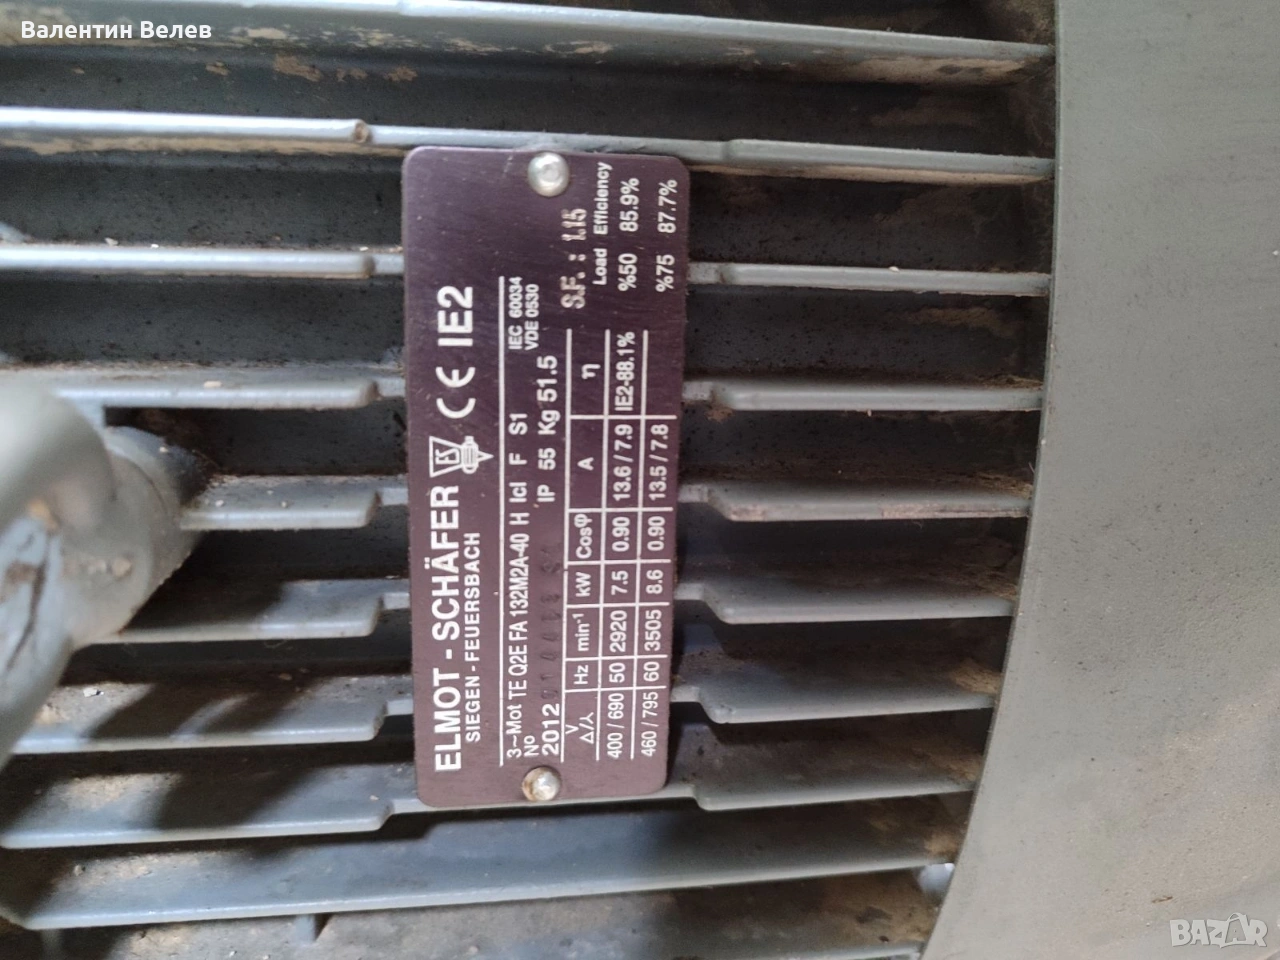 Валентин Велев
ELMOT - SCHÄFER CE IE2
SIEGEN - FEUERSBACH
3~Mot TE Q2E FA 132M2A-40 H Icl F S1 IEC 60034
VDE 0530
No
2012 IP 55 Kg 51.5
S.F. : 1.15
V Δ/⅄ Hz min-1 kW Cosφ A η Load Efficiency
400 / 690 50 2920 7.5 0.90 13.6 / 7.9 IE2-88.1% %50 85.9%
460 / 795 60 3505 8.6 0.90 13.5 / 7.8 %75 87.7%
BAZAR